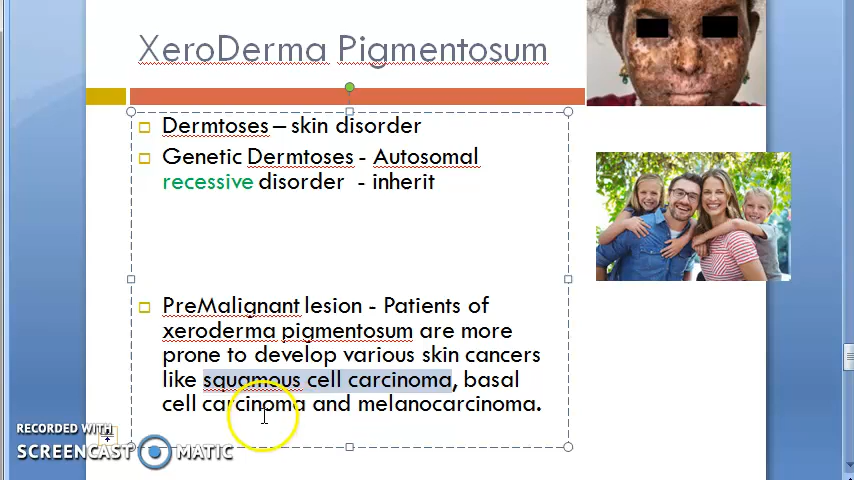 XeroDerma Pigmentosum
Dermtoses – skin disorder
Genetic Dermtoses - Autosomal
recessive disorder - inherit
PreMalignant lesion - Patients of
xeroderma pigmentosum are more
prone to develop various skin cancers
like squamous cell carcinoma, basal
cell carcinoma and melanocarcinoma.
RECORDED WITH
SCREENCAST MATIC